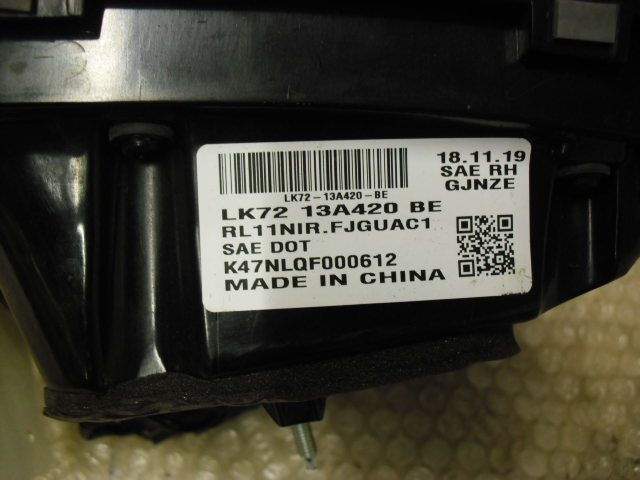 LK72-13A420-BE
18.11.19
SAE RH
GJNZE
LK72 13A420 BE
RL11NIR.FJGUAC1
SAE DOT
K47NLQF000612
MADE IN CHINA